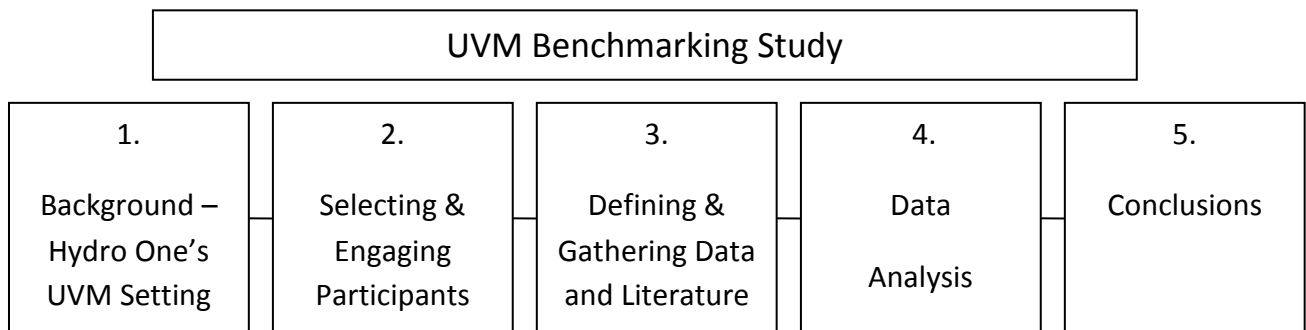 UVM Benchmarking Study
1.
Background –
Hydro One's
UVM Setting
2.
Selecting &
Engaging
Participants
3.
Defining &
Gathering Data
and Literature
4.
Data
Analysis
5.
Conclusions